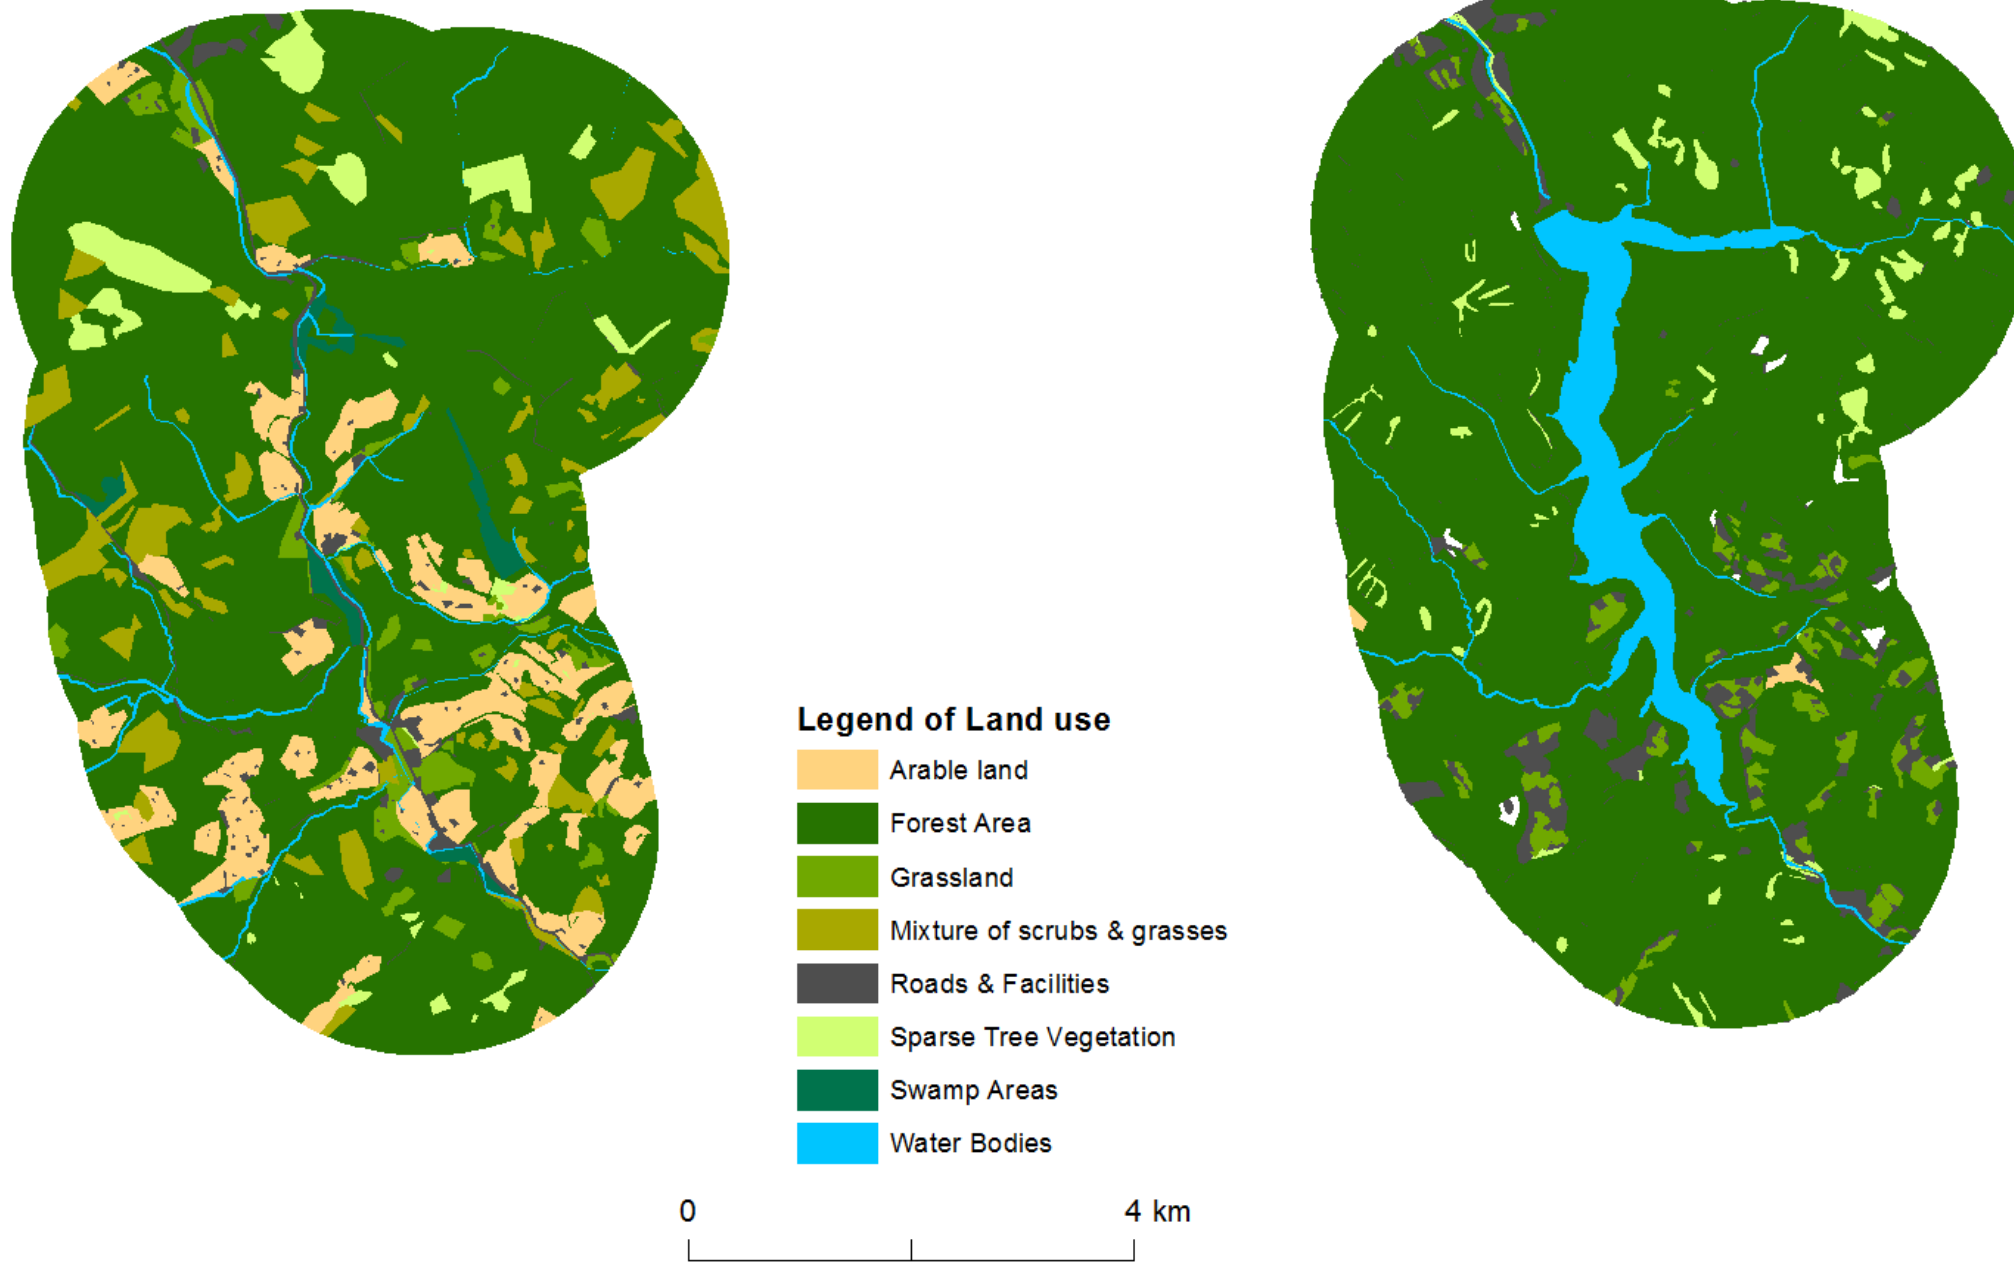 Legend of Land use
Arable land
Forest Area
Grassland
Mixture of scrubs & grasses
Roads & Facilities
Sparse Tree Vegetation
Swamp Areas
Water Bodies
0 4 km